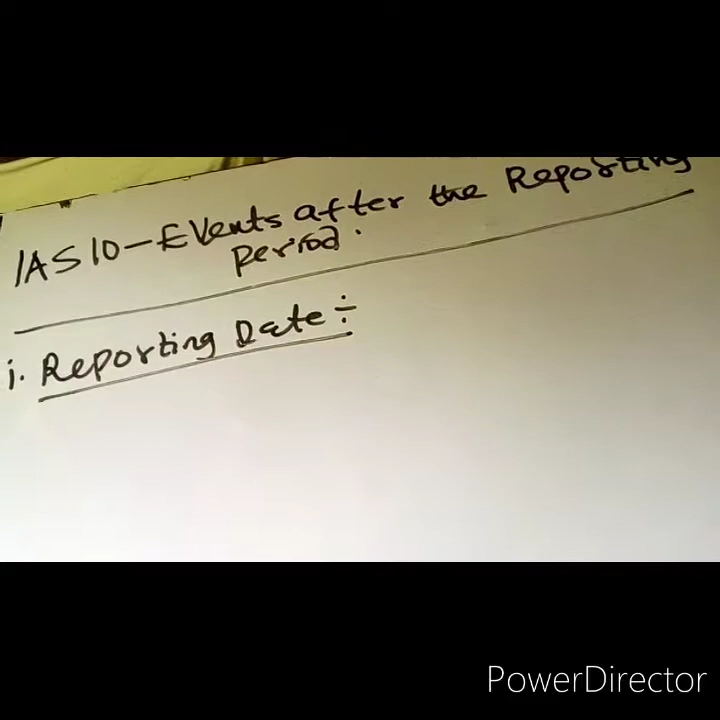 IAS 10 - Events after the Reporting
period.
i. Reporting Date ÷
PowerDirector